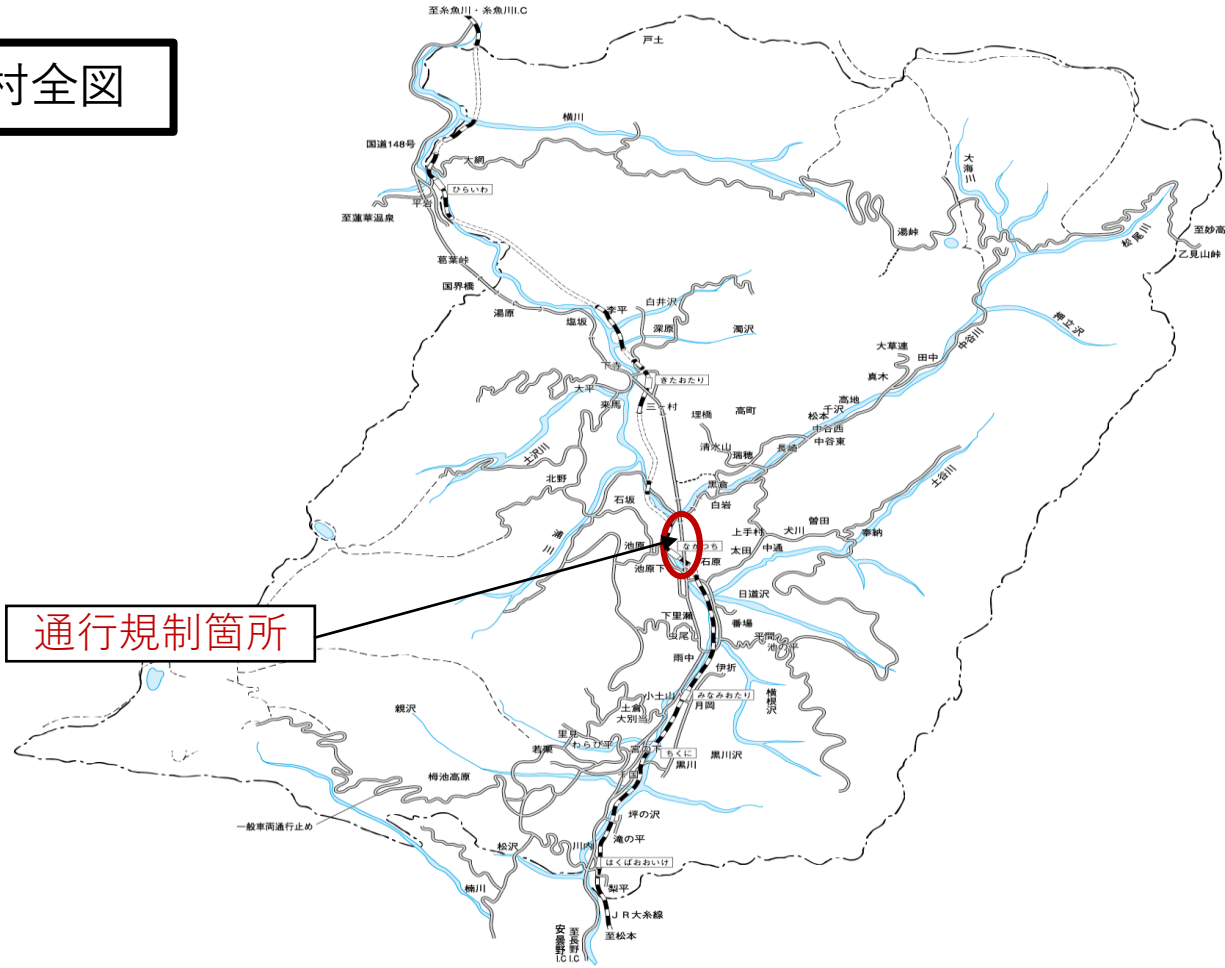 至糸魚川・糸魚川I.C
戸土
村全図
横川
国道148号
大網
大海川
ひらいわ
平岩
至蓮華温泉
湯峠
松尾川
至妙高
乙見山峠
葛葉峠
国界橋
湯原
塩坂
李平
白井沢
深原
濁沢
押立沢
中谷川
大草連
田中
真木
下寺
きたおたり
大平
来馬
三ヶ村
埋橋
高町
高地
千沢
松本
中谷西
中谷東
清水山
瑞穂
長崎
土沢川
北野
黒倉
石坂
白岩
土谷川
浦川
上手村
曽田
犬川
奉納
池原
なかつち
太田
中通
池原下
石原
日道沢
通行規制箇所
下里瀬
番場
虫尾
平間
池の平
雨中
伊折
小土山
みなみおたり
横根沢
月岡
親沢
土倉
大別当
里見
わらび平
若栗
宮の下
ちくに
黒川沢
黒川
栂池高原
坪の沢
一般車両通行止め
滝の平
松沢
川内
はくばおおいけ
楠川
梨平
JR大糸線
至松本
至長野I.C
安曇野I.C